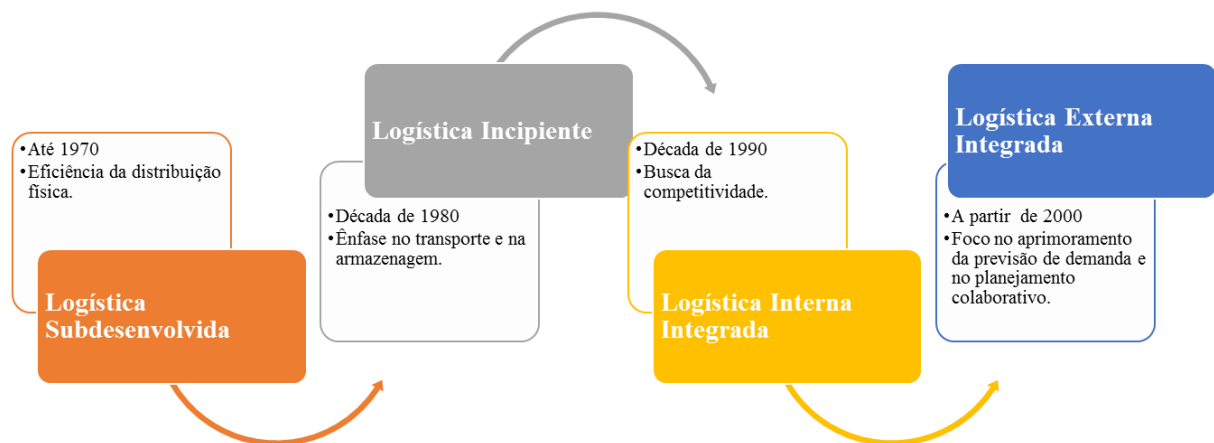 •Até 1970
•Eficiência da distribuição
física.
Logística
Subdesenvolvida
Logística Incipiente
•Década de 1980
•Ênfase no transporte e na
armazenagem.
•Década de 1990
•Busca da
competitividade.
Logística Interna
Integrada
Logística Externa
Integrada
•A partir de 2000
•Foco no aprimoramento
da previsão de demanda e
no planejamento
colaborativo.